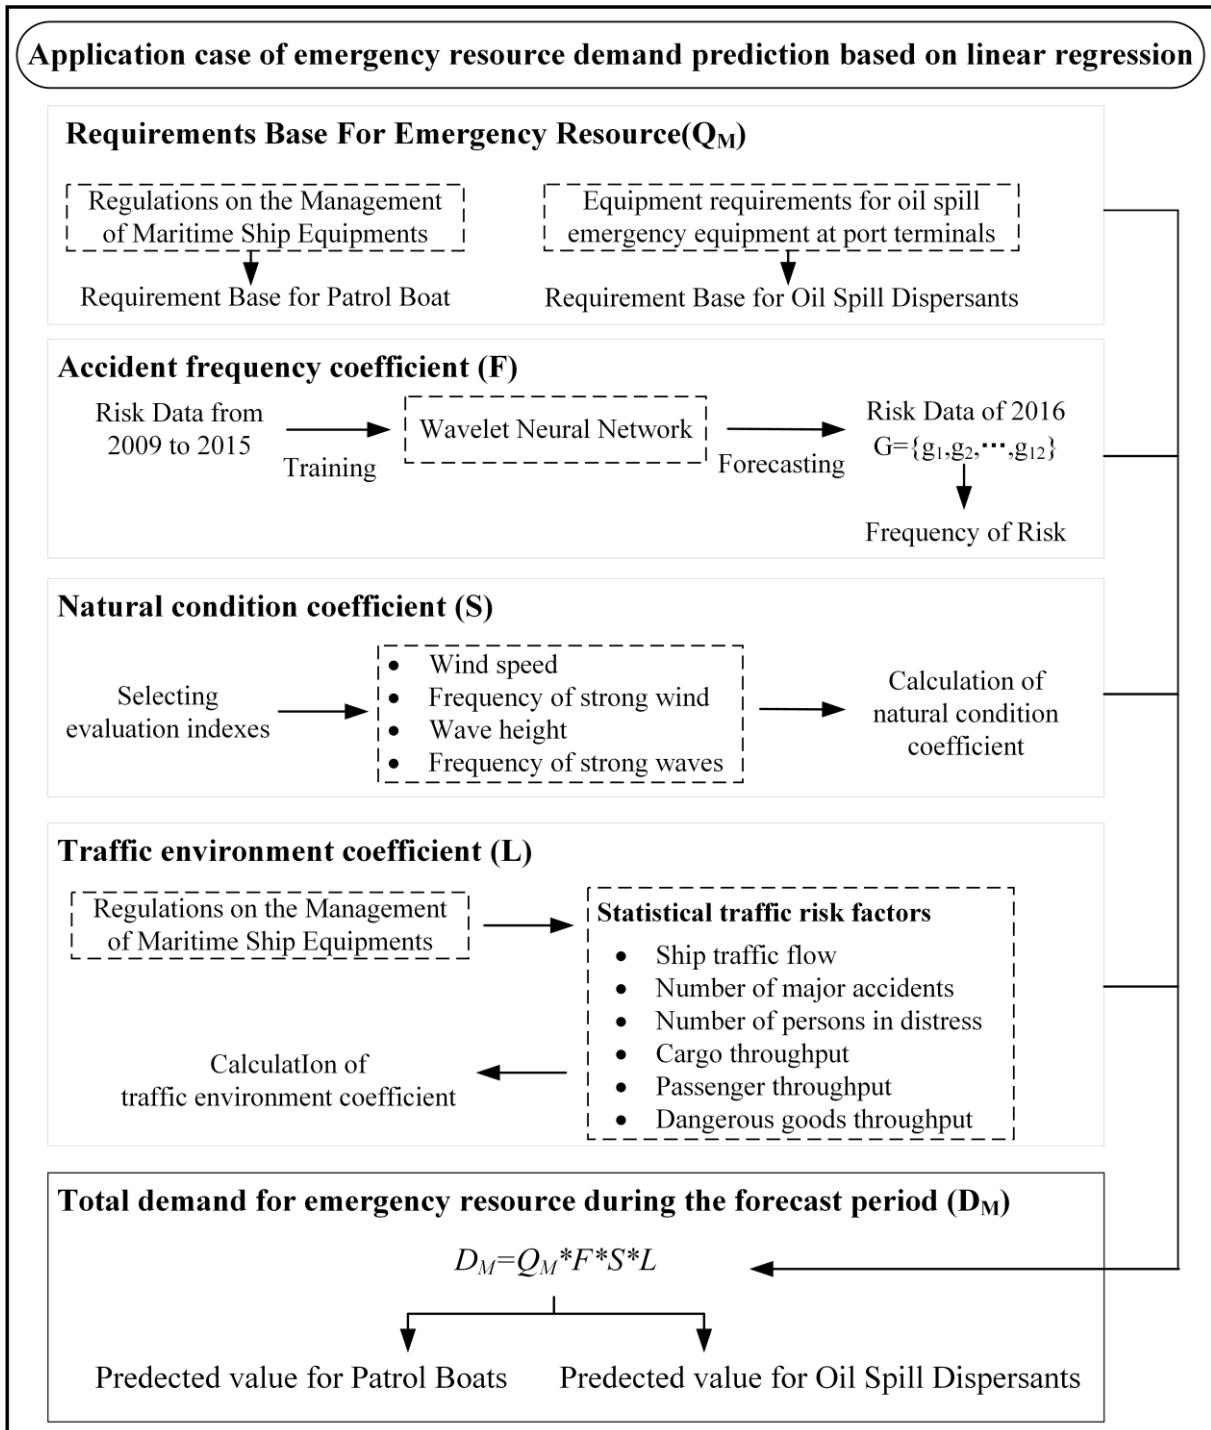 Application case of emergency resource demand prediction based on linear regression
Requirements Base For Emergency Resource(QM)
Regulations on the Management
of Maritime Ship Equipments
Equipment requirements for oil spill
emergency equipment at port terminals
Requirement Base for Patrol Boat
Requirement Base for Oil Spill Dispersants
Accident frequency coefficient (F)
Risk Data from
2009 to 2015
Training
Wavelet Neural Network
Forecasting
Risk Data of 2016
G={g1,g2,···,g12}
Frequency of Risk
Natural condition coefficient (S)
Selecting
evaluation indexes
• Wind speed
• Frequency of strong wind
• Wave height
• Frequency of strong waves
Calculation of
natural condition
coefficient
Traffic environment coefficient (L)
Regulations on the Management
of Maritime Ship Equipments
Statistical traffic risk factors
• Ship traffic flow
• Number of major accidents
• Number of persons in distress
• Cargo throughput
• Passenger throughput
• Dangerous goods throughput
CalculatIon of
traffic environment coefficient
Total demand for emergency resource during the forecast period (DM)
DM=QM*F*S*L
Predected value for Patrol Boats
Predected value for Oil Spill Dispersants